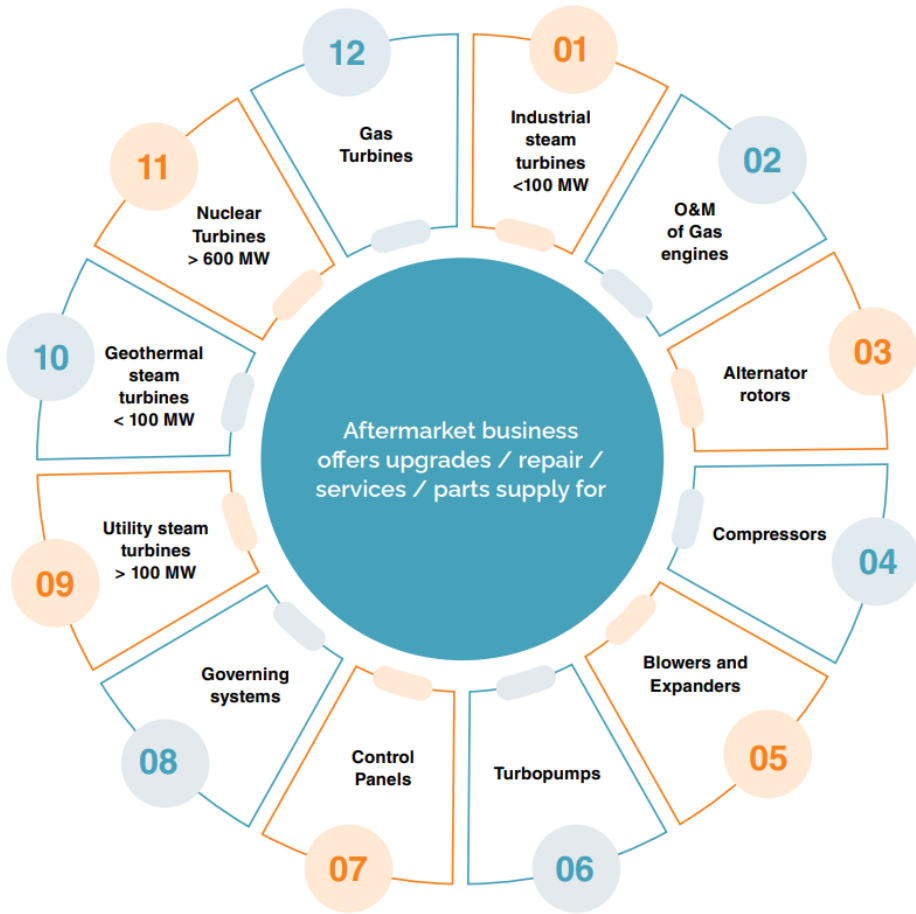 Aftermarket business
offers upgrades / repair /
services / parts supply for
01
Industrial
steam
turbines
<100 MW
02
O&M
of Gas
engines
03
Alternator
rotors
04
Compressors
05
Blowers and
Expanders
06
Turbopumps
07
Control
Panels
08
Governing
systems
09
Utility steam
turbines
> 100 MW
10
Geothermal
steam
turbines
< 100 MW
11
Nuclear
Turbines
> 600 MW
12
Gas
Turbines